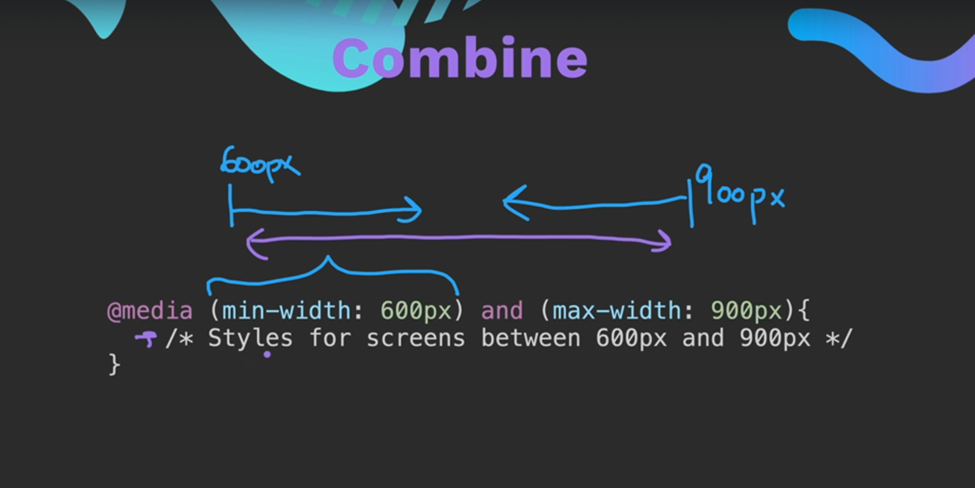 Combine
600px
900px
@media (min-width: 600px) and (max-width: 900px){
/* Styles for screens between 600px and 900px */
}